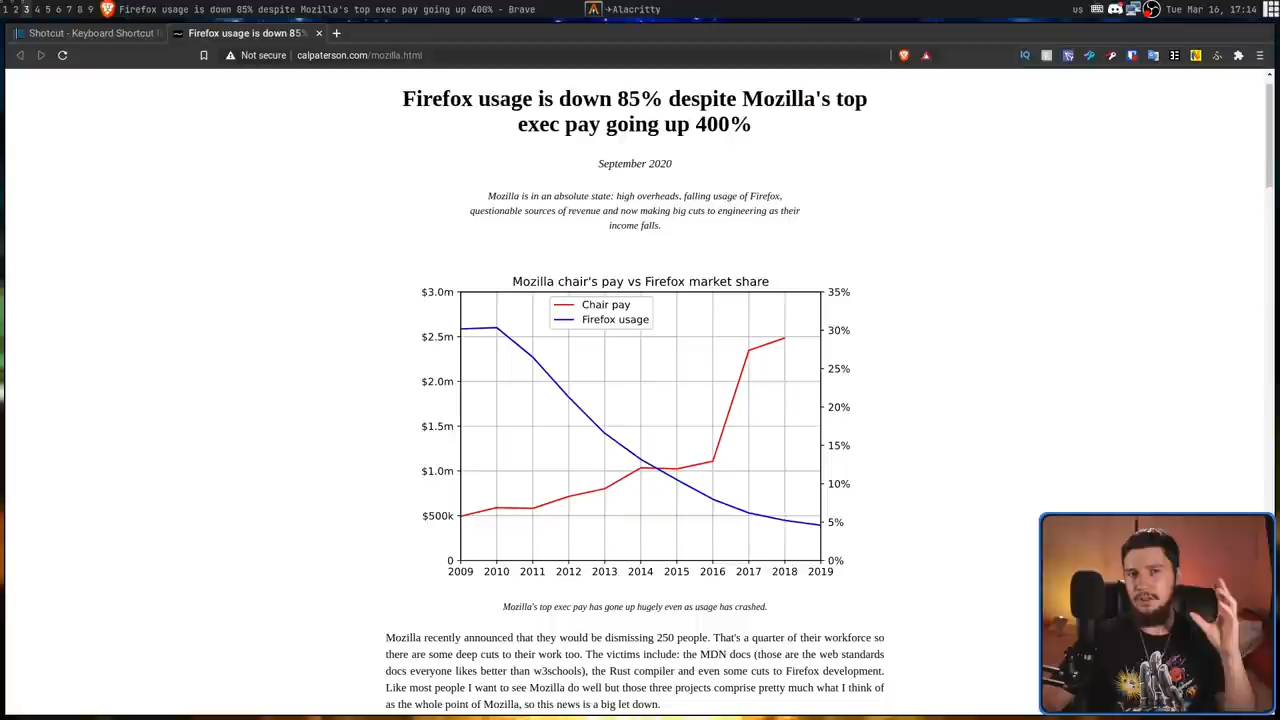 1 2 3 4 5 6 7 8 9 Firefox usage is down 85% despite Mozilla's top exec pay going up 400% - Brave
Alacritty
us
Tue Mar 16, 17:14
Shotcut - Keyboard Shortcut
Firefox usage is down 85%
Not secure
calpaterson.com/mozilla.html
Firefox usage is down 85% despite Mozilla's top
exec pay going up 400%
September 2020
Mozilla is in an absolute state: high overheads, falling usage of Firefox,
questionable sources of revenue and now making big cuts to engineering as their
income falls.
Mozilla chair's pay vs Firefox market share
Chair pay
Firefox usage
$3.0m
$2.5m
$2.0m
$1.5m
$1.0m
$500k
0
35%
30%
25%
20%
15%
10%
5%
0%
2009 2010 2011 2012 2013 2014 2015 2016 2017 2018 2019
Mozilla's top exec pay has gone up hugely even as usage has crashed.
Mozilla recently announced that they would be dismissing 250 people. That's a quarter of their workforce so
there are some deep cuts to their work too. The victims include: the MDN docs (those are the web standards
docs everyone likes better than w3schools), the Rust compiler and even some cuts to Firefox development.
Like most people I want to see Mozilla do well but those three projects comprise pretty much what I think of
as the whole point of Mozilla, so this news is a big let down.